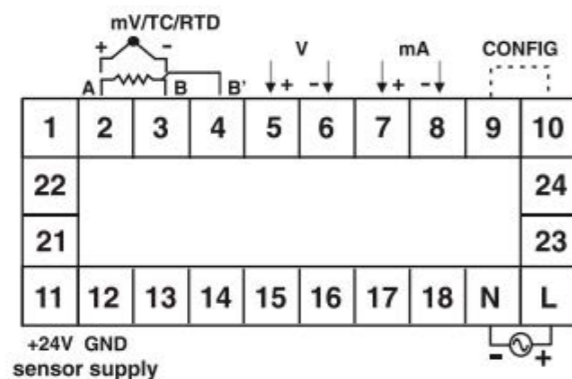 mV/TC/RTD
+ - V mA CONFIG
A B B' + - + -
1 2 3 4 5 6 7 8 9 10
22 24
21 23
11 12 13 14 15 16 17 18 N L
+24V GND - +
sensor supply